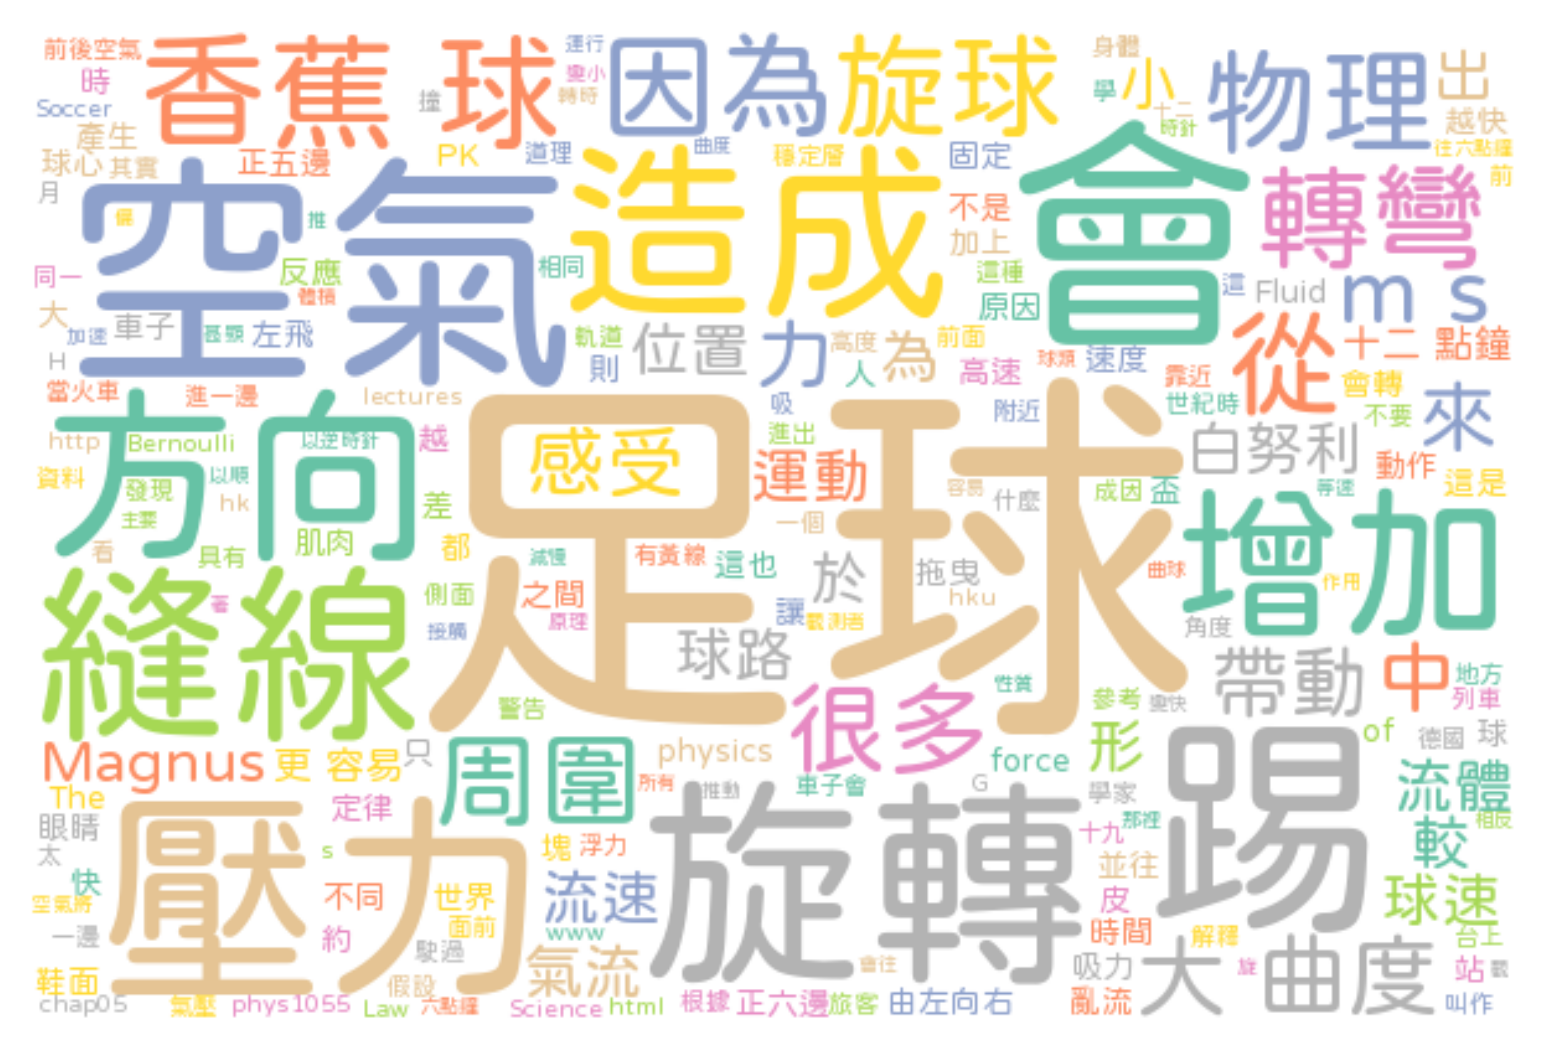 前後空氣
香蕉
球
運行
因為
旋球
身體
小
物理
出
時
Soccer
撞
變小
轉時
學
十二
時針
越快
產生
球心
其實
正五邊
PK
道理
曲度
穩定層
固定
往六點鐘
前
月
空氣
造成
會
轉彎
不是
加上
推
同一
反應
體積
相同
這種
原因
這
Fluid
m s
大
加速
車子
左飛
軌道
則
位置
力
高度
為
前面
從
十二
點鐘
H
人
高速
球類
速度
靠近
會轉
當火車
進一邊
lectures
吸
附近
世紀時
不要
來
http
Bernoulli
以逆時針
越
方向
感受
足球
進出
運動
白努利
動作
資料
發現
以順
hk
主要
差
一個
容易
什麼
成因
盃
等速
這是
看
具有
肌肉
都
減慢
有黃線
這也
於
拖曳
hku
曲球
增加
作用
縫線
著
側面
之間
原理
接觸
讓
觀測者
角度
球路
帶動
中
地方
列車
警告
很多
性質
參考
變快
形
of
德國
球
Magnus
更
容易
只
周圍
physics
所有
推動
車子會
force
G
學家
流體
The
定律
踢
那裡
相反
眼睛
太
壓力
s
塊
浮力
旋轉
十九
較
快
不同
世界
流速
並往
皮
球速
空氣將
面前
www
一邊
約
駛過
時間
解釋
台上
鞋面
假設
氣流
會往
吸力
大
旋
曲度
站
觀
chap05
氣壓
phys1055
Law
六點鐘
Science
html
根據
正六邊
旅客
由左向右
亂流
叫作